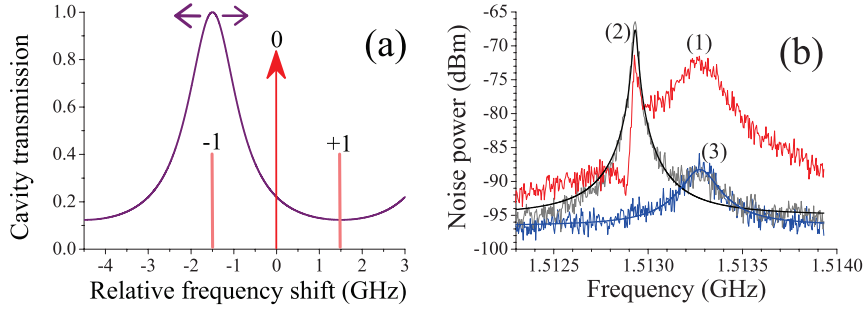 (a)
0
-1
+1
1.0
0.8
0.6
0.4
0.2
0.0
Cavity transmission
-4 -3 -2 -1 0 1 2 3
Relative frequency shift (GHz)
(b)
(2)
(1)
(3)
-65
-70
-75
-80
-85
-90
-95
-100
Noise power (dBm)
1.5125 1.5130 1.5135 1.5140
Frequency (GHz)